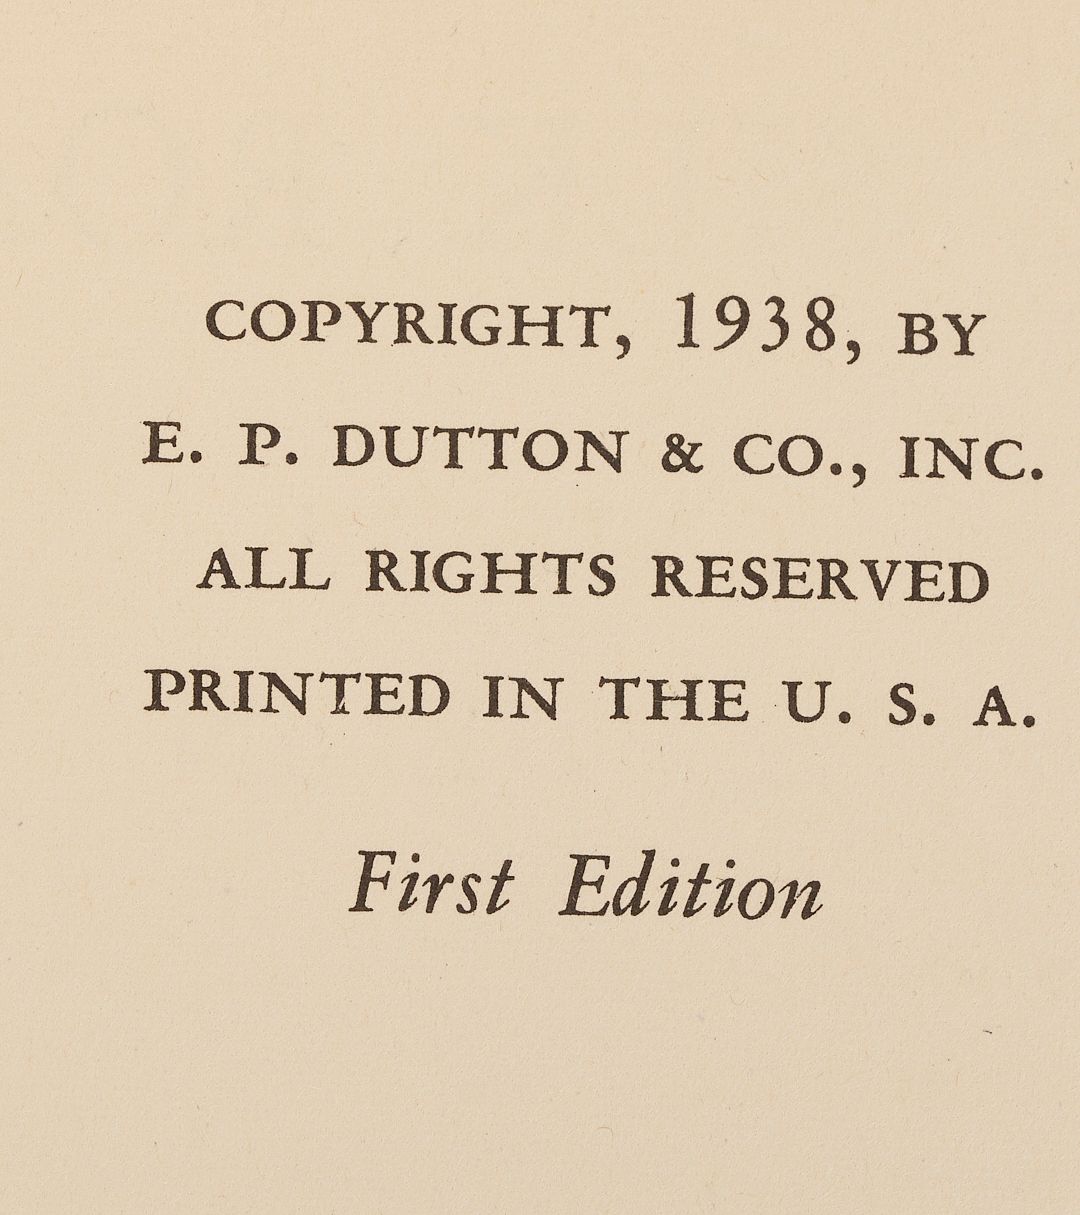 COPYRIGHT, 1938, BY
E. P. DUTTON & CO., INC.
ALL RIGHTS RESERVED
PRINTED IN THE U. S. A.
First Edition